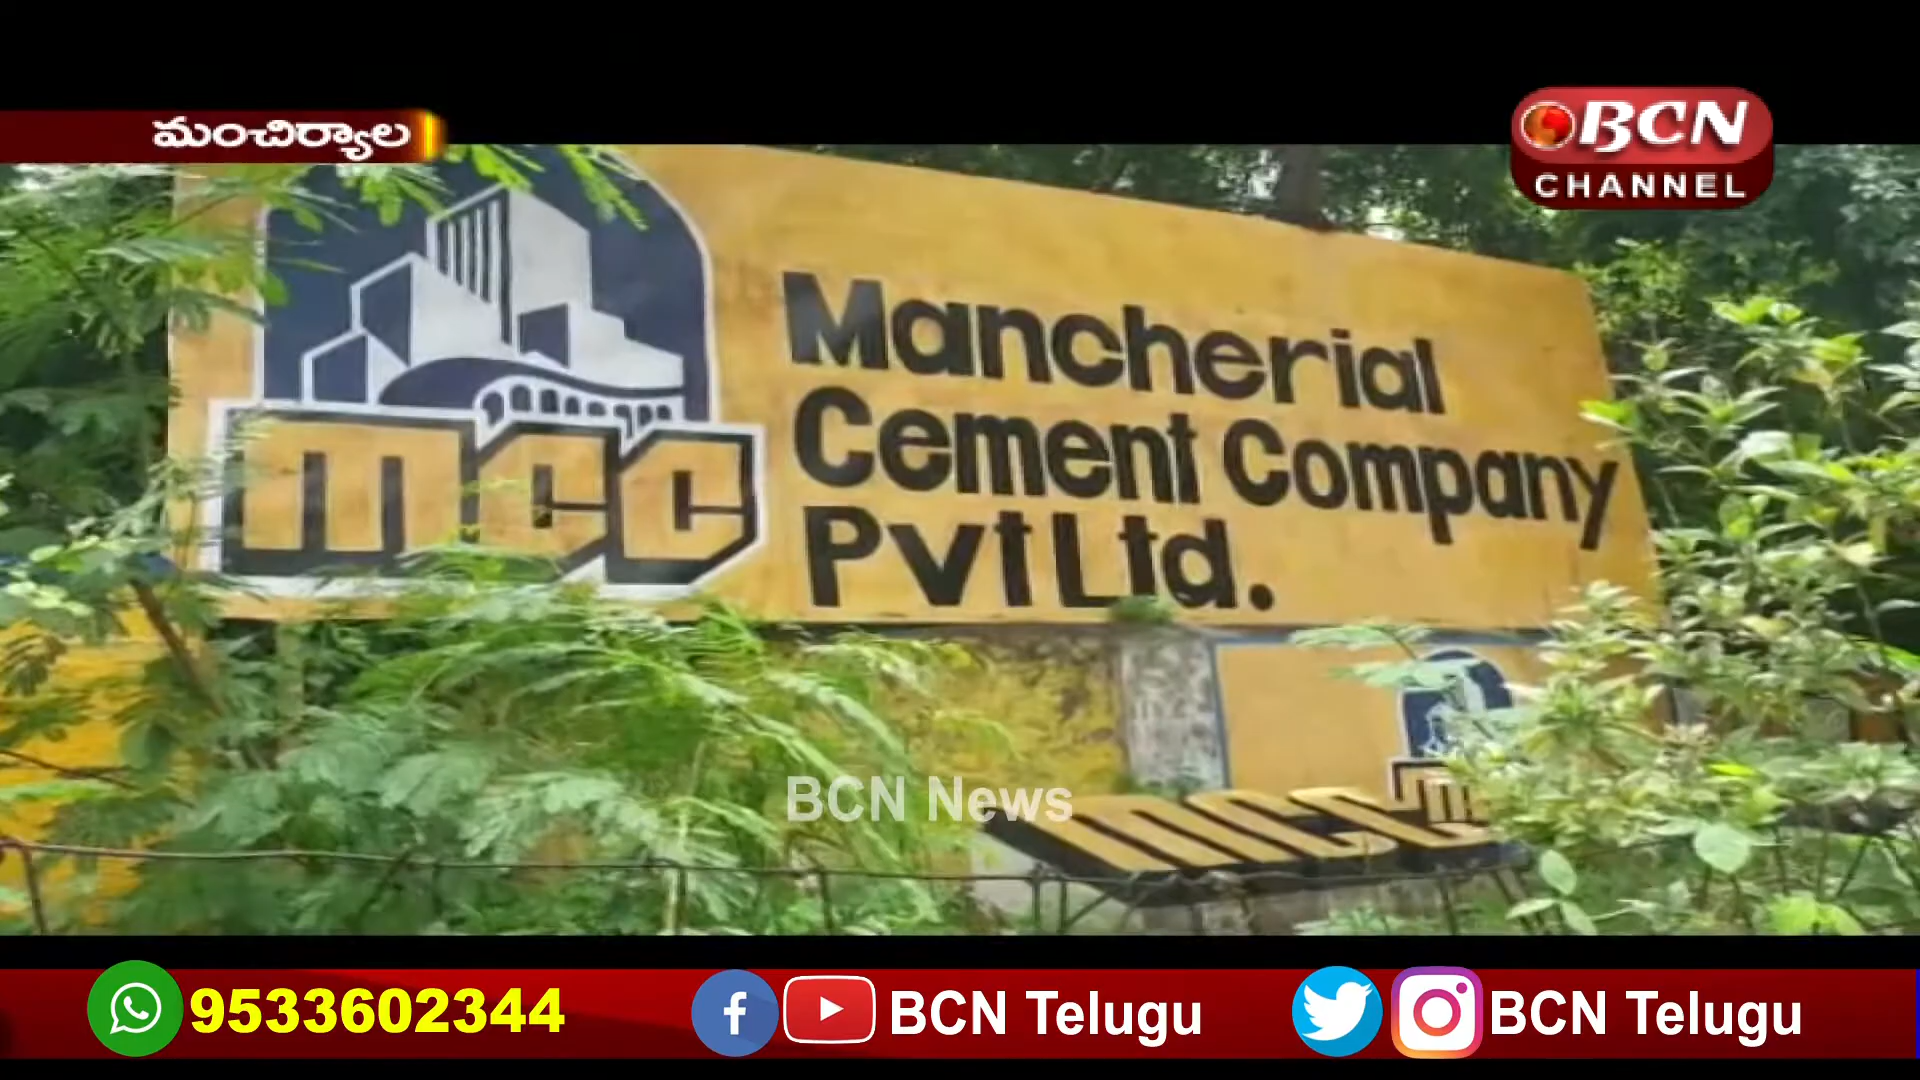 మంచిర్యాల
BCN
CHANNEL
Mancherial
Cement Company
Pvt Ltd.
mcc
BCN News
9533602344
BCN Telugu
BCN Telugu